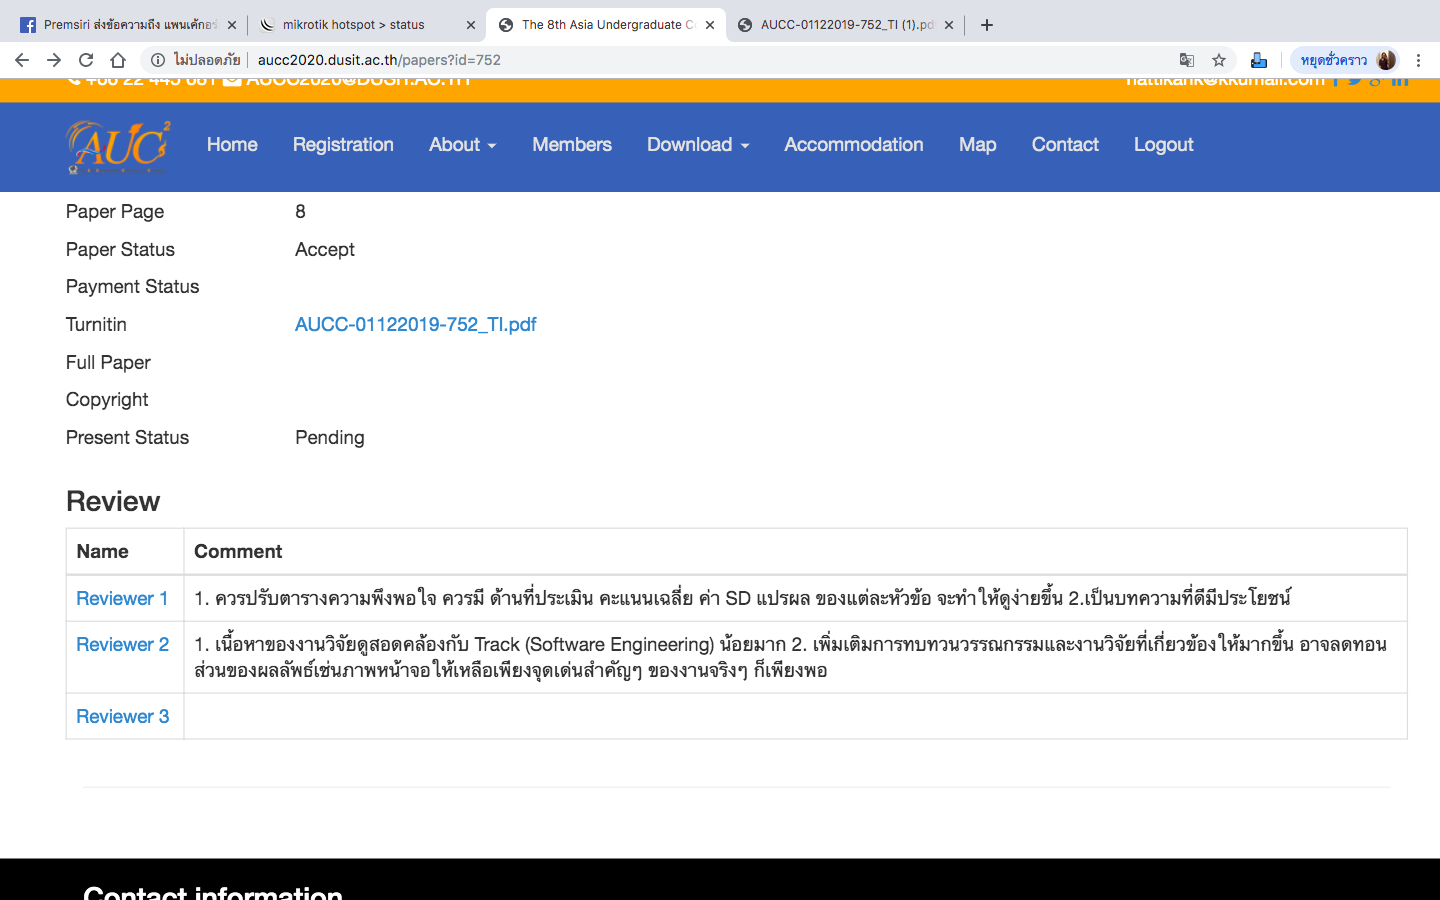 Premsiri ส่งข้อความถึง แพนเค้กอร่
mikrotik hotspot > status
The 8th Asia Undergraduate Co
AUCC-01122019-752_TI (1).pd
ไม่ปลอดภัย
aucc2020.dusit.ac.th/papers?id=752
หยุดชั่วคราว
+66 22 445 681 AUCC2020@DUSIT.AC.TH
nattikank@kkumail.com
AUC²
Home
Registration
About
Members
Download
Accommodation
Map
Contact
Logout
Paper Page 8
Paper Status Accept
Payment Status
Turnitin AUCC-01122019-752_TI.pdf
Full Paper
Copyright
Present Status Pending
Review
Name Comment
Reviewer 1 1. ควรปรับตารางความพึงพอใจ ควรมี ด้านที่ประเมิน คะแนนเฉลี่ย ค่า SD แปรผล ของแต่ละหัวข้อ จะทำให้ดูง่ายขึ้น 2.เป็นบทความที่ดีมีประโยชน์
Reviewer 2 1. เนื้อหาของงานวิจัยดูสอดคล้องกับ Track (Software Engineering) น้อยมาก 2. เพิ่มเติมการทบทวนวรรณกรรมและงานวิจัยที่เกี่ยวข้องให้มากขึ้น อาจลดทอน
ส่วนของผลลัพธ์เช่นภาพหน้าจอให้เหลือเพียงจุดเด่นสำคัญๆ ของงานจริงๆ ก็เพียงพอ
Reviewer 3
Contact information